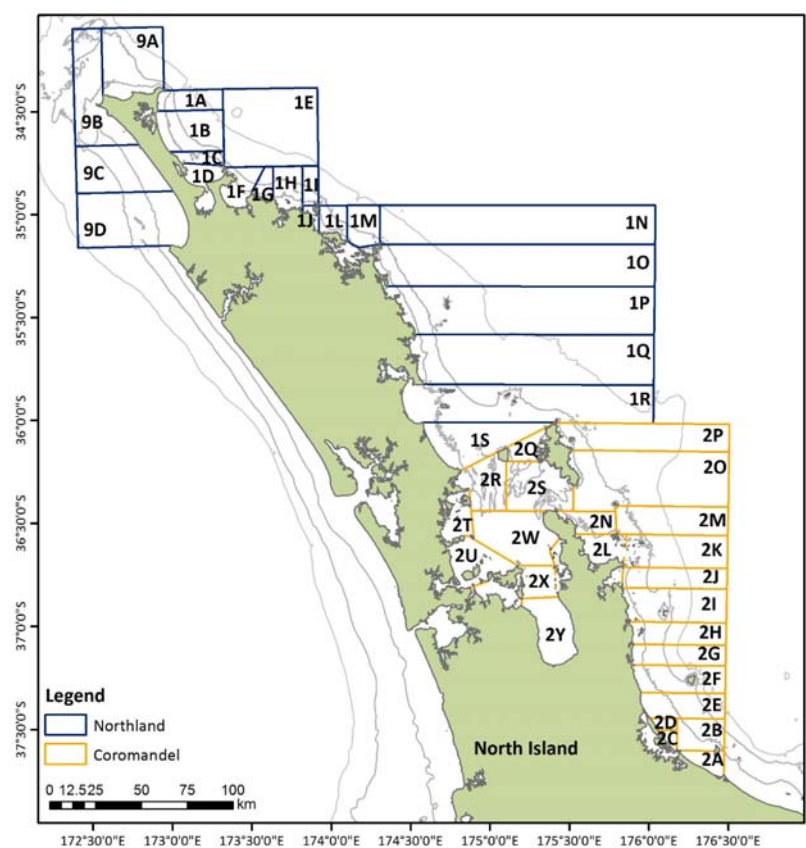 9A
1A
1E
9B
1B
1C
9C
1D
1F
1G
1H
1I
9D
1J
1L
1M
1N
1O
1P
1Q
1R
1S
2P
2Q
2O
2R
2S
2T
2N
2M
2W
2L
2K
2U
2X
2J
2I
2Y
2H
2G
2F
2E
2D
2B
2C
2A
North Island
Legend
Northland
Coromandel
0 12.525 50 75 100
km
34°30'0"S
35°0'0"S
35°30'0"S
36°0'0"S
36°30'0"S
37°0'0"S
37°30'0"S
172°30'0"E 173°0'0"E 173°30'0"E 174°0'0"E 174°30'0"E 175°0'0"E 175°30'0"E 176°0'0"E 176°30'0"E